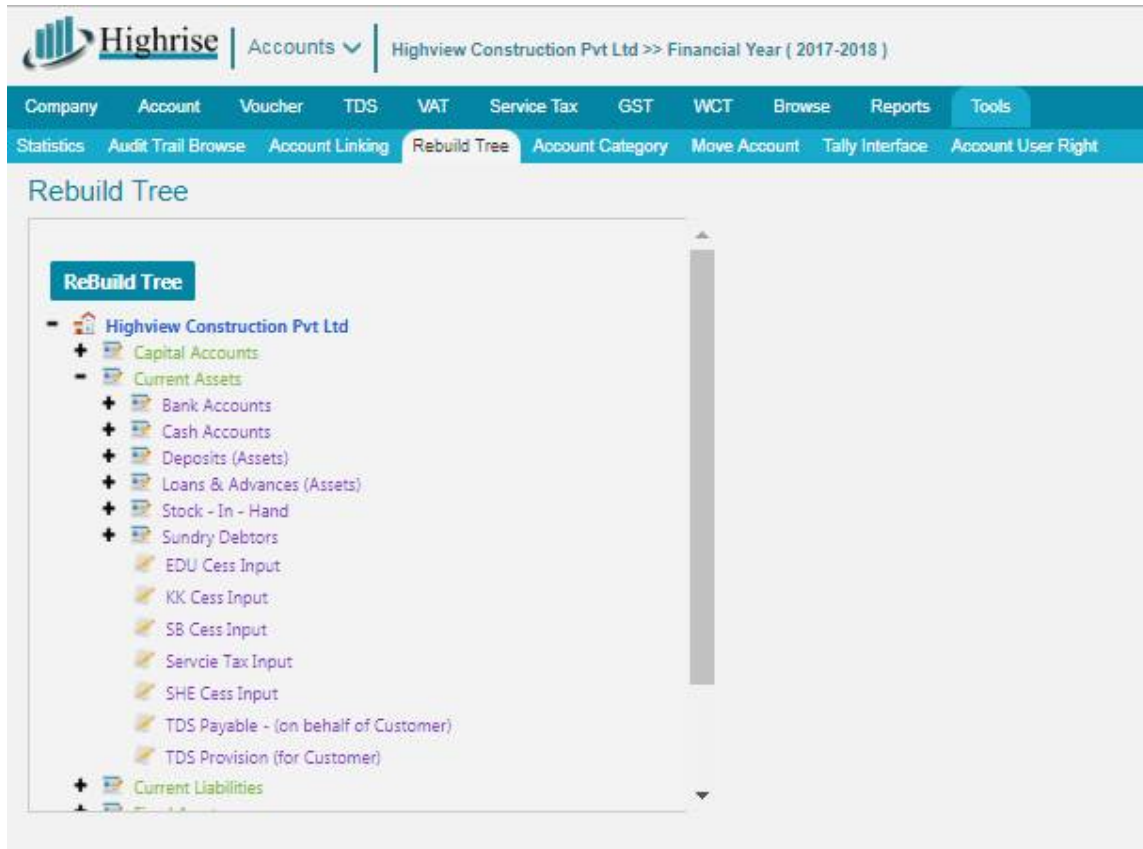 Highrise Accounts Highview Construction Pvt Ltd >> Financial Year ( 2017-2018 )
Company Account Voucher TDS VAT Service Tax GST WCT Browse Reports Tools
Statistics Audit Trail Browse Account Linking Rebuild Tree Account Category Move Account Tally Interface Account User Right
Rebuild Tree
ReBuild Tree
Highview Construction Pvt Ltd
Capital Accounts
Current Assets
Bank Accounts
Cash Accounts
Deposits (Assets)
Loans & Advances (Assets)
Stock - In - Hand
Sundry Debtors
EDU Cess Input
KK Cess Input
SB Cess Input
Servcie Tax Input
SHE Cess Input
TDS Payable - (on behalf of Customer)
TDS Provision (for Customer)
Current Liabilities